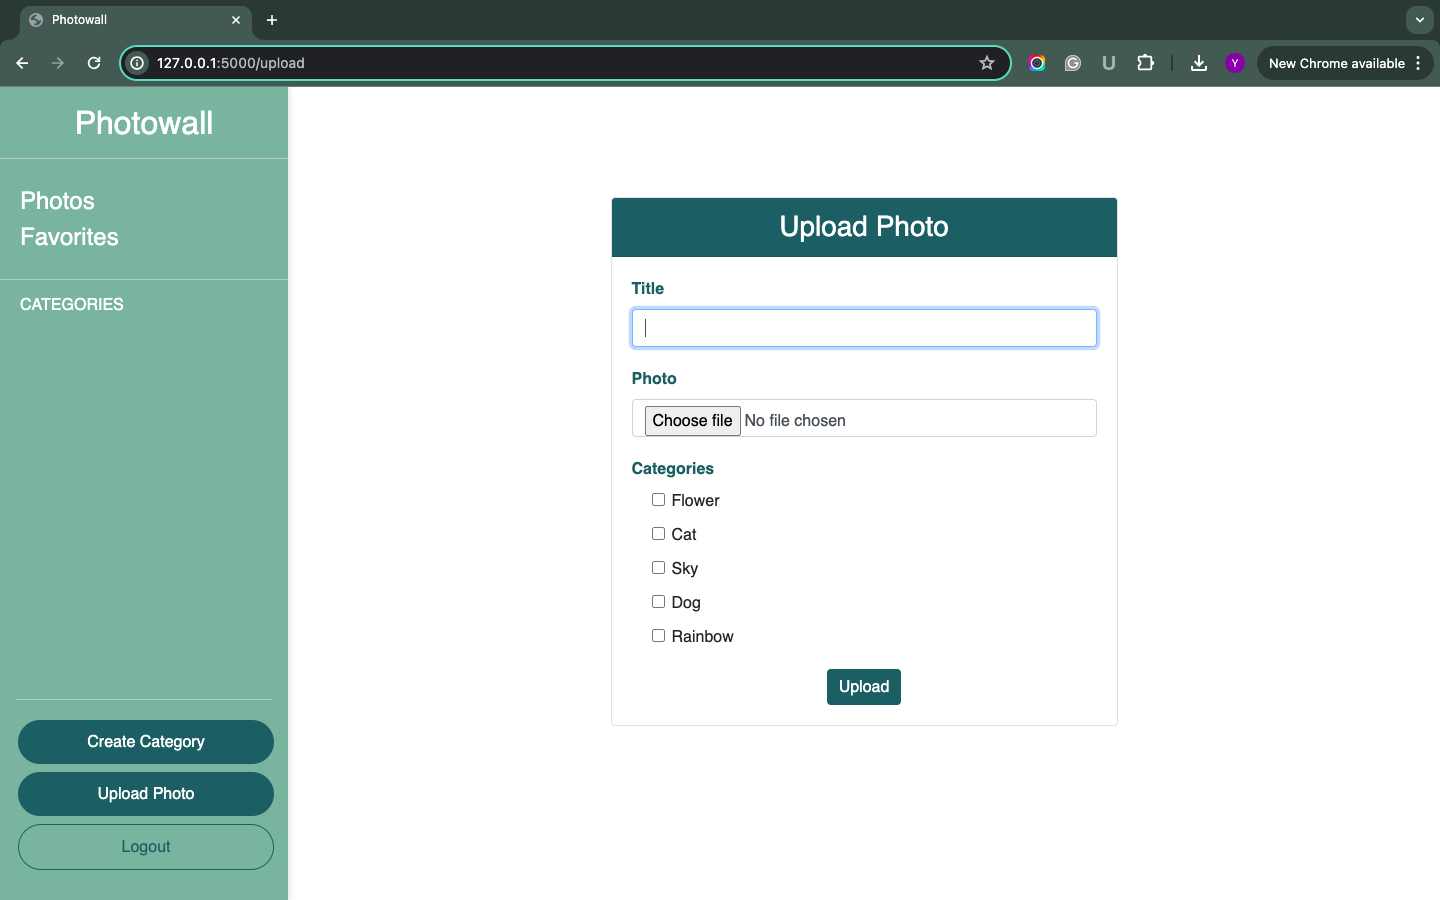 Photowall
127.0.0.1:5000/upload
U
Y
New Chrome available
Photowall
Photos
Favorites
CATEGORIES
Create Category
Upload Photo
Logout
Upload Photo
Title
Photo
Choose file No file chosen
Categories
Flower
Cat
Sky
Dog
Rainbow
Upload